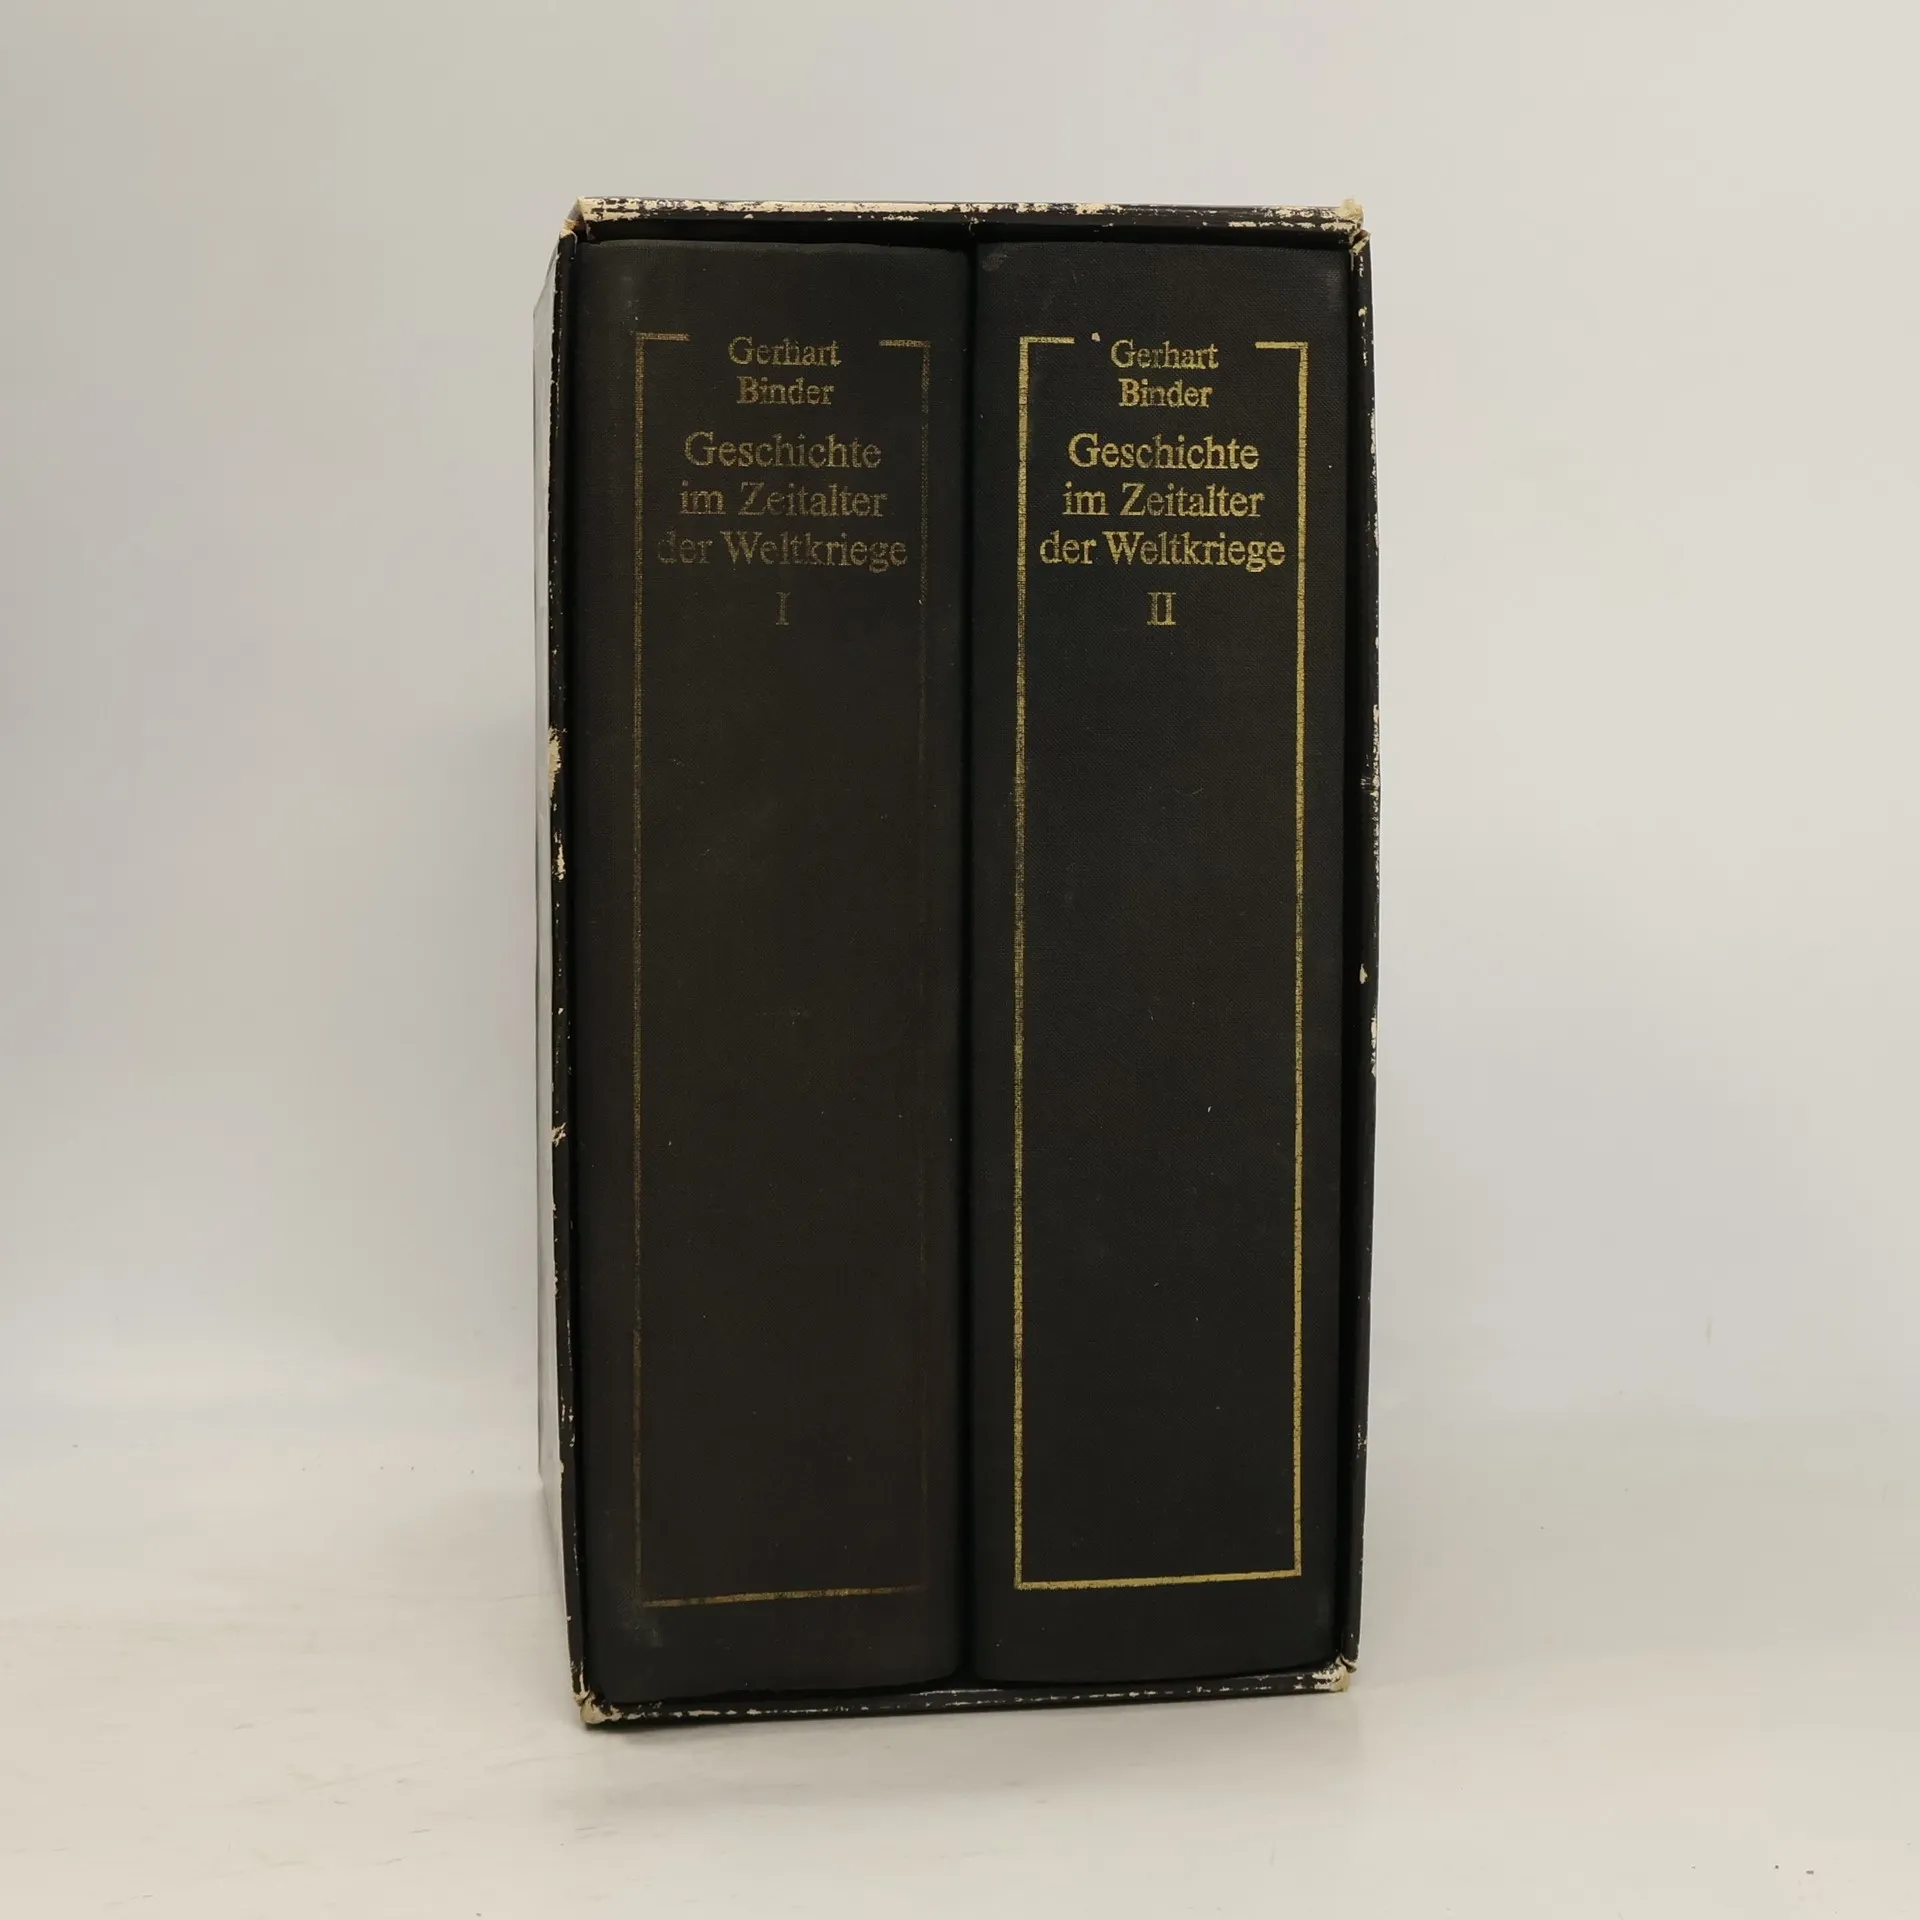 Gerhart
Binder
Geschichte
im Zeitalter
der Weltkriege
I
Gerhart
Binder
Geschichte
im Zeitalter
der Weltkriege
II